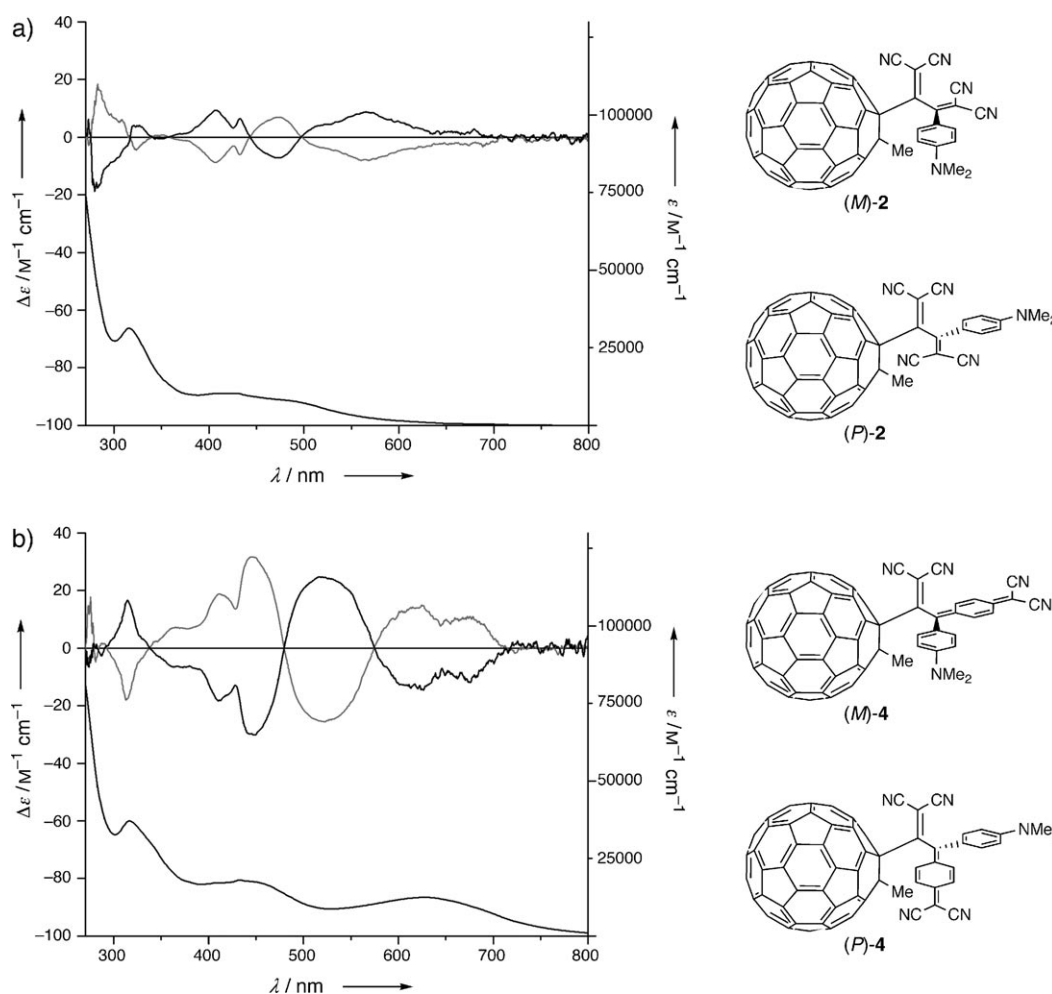 a)
40
20
0
−20
−40
−60
−80
−100
Δε / M⁻¹ cm⁻¹
100000
75000
50000
25000
ε / M⁻¹ cm⁻¹
300 400 500 600 700 800
λ / nm
NC CN
CN
CN
Me
NMe₂
(M)-2
NC CN
NMe₂
NC CN
Me
(P)-2
b)
40
20
0
−20
−40
−60
−80
−100
Δε / M⁻¹ cm⁻¹
100000
75000
50000
25000
ε / M⁻¹ cm⁻¹
300 400 500 600 700 800
λ / nm
NC CN
CN
CN
Me
NMe₂
(M)-4
NC CN
NMe
Me
NC CN
(P)-4